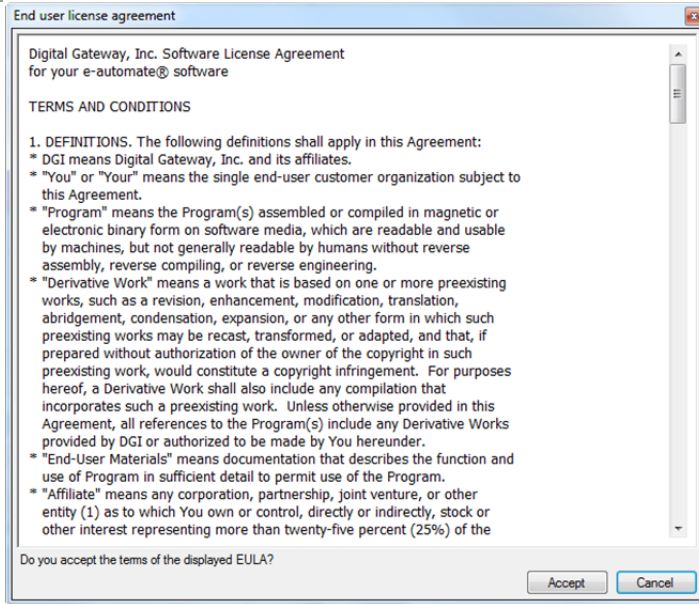 End user license agreement
Digital Gateway, Inc. Software License Agreement
for your e-automate® software
TERMS AND CONDITIONS
1. DEFINITIONS. The following definitions shall apply in this Agreement:
* DGI means Digital Gateway, Inc. and its affiliates.
* "You" or "Your" means the single end-user customer organization subject to
this Agreement.
* "Program" means the Program(s) assembled or compiled in magnetic or
electronic binary form on software media, which are readable and usable
by machines, but not generally readable by humans without reverse
assembly, reverse compiling, or reverse engineering.
* "Derivative Work" means a work that is based on one or more preexisting
works, such as a revision, enhancement, modification, translation,
abridgement, condensation, expansion, or any other form in which such
preexisting works may be recast, transformed, or adapted, and that, if
prepared without authorization of the owner of the copyright in such
preexisting work, would constitute a copyright infringement.  For purposes
hereof, a Derivative Work shall also include any compilation that
incorporates such a preexisting work.  Unless otherwise provided in this
Agreement, all references to the Program(s) include any Derivative Works
provided by DGI or authorized to be made by You hereunder.
* "End-User Materials" means documentation that describes the function and
use of Program in sufficient detail to permit use of the Program.
* "Affiliate" means any corporation, partnership, joint venture, or other
entity (1) as to which You own or control, directly or indirectly, stock or
other interest representing more than twenty-five percent (25%) of the
Do you accept the terms of the displayed EULA?
Accept
Cancel